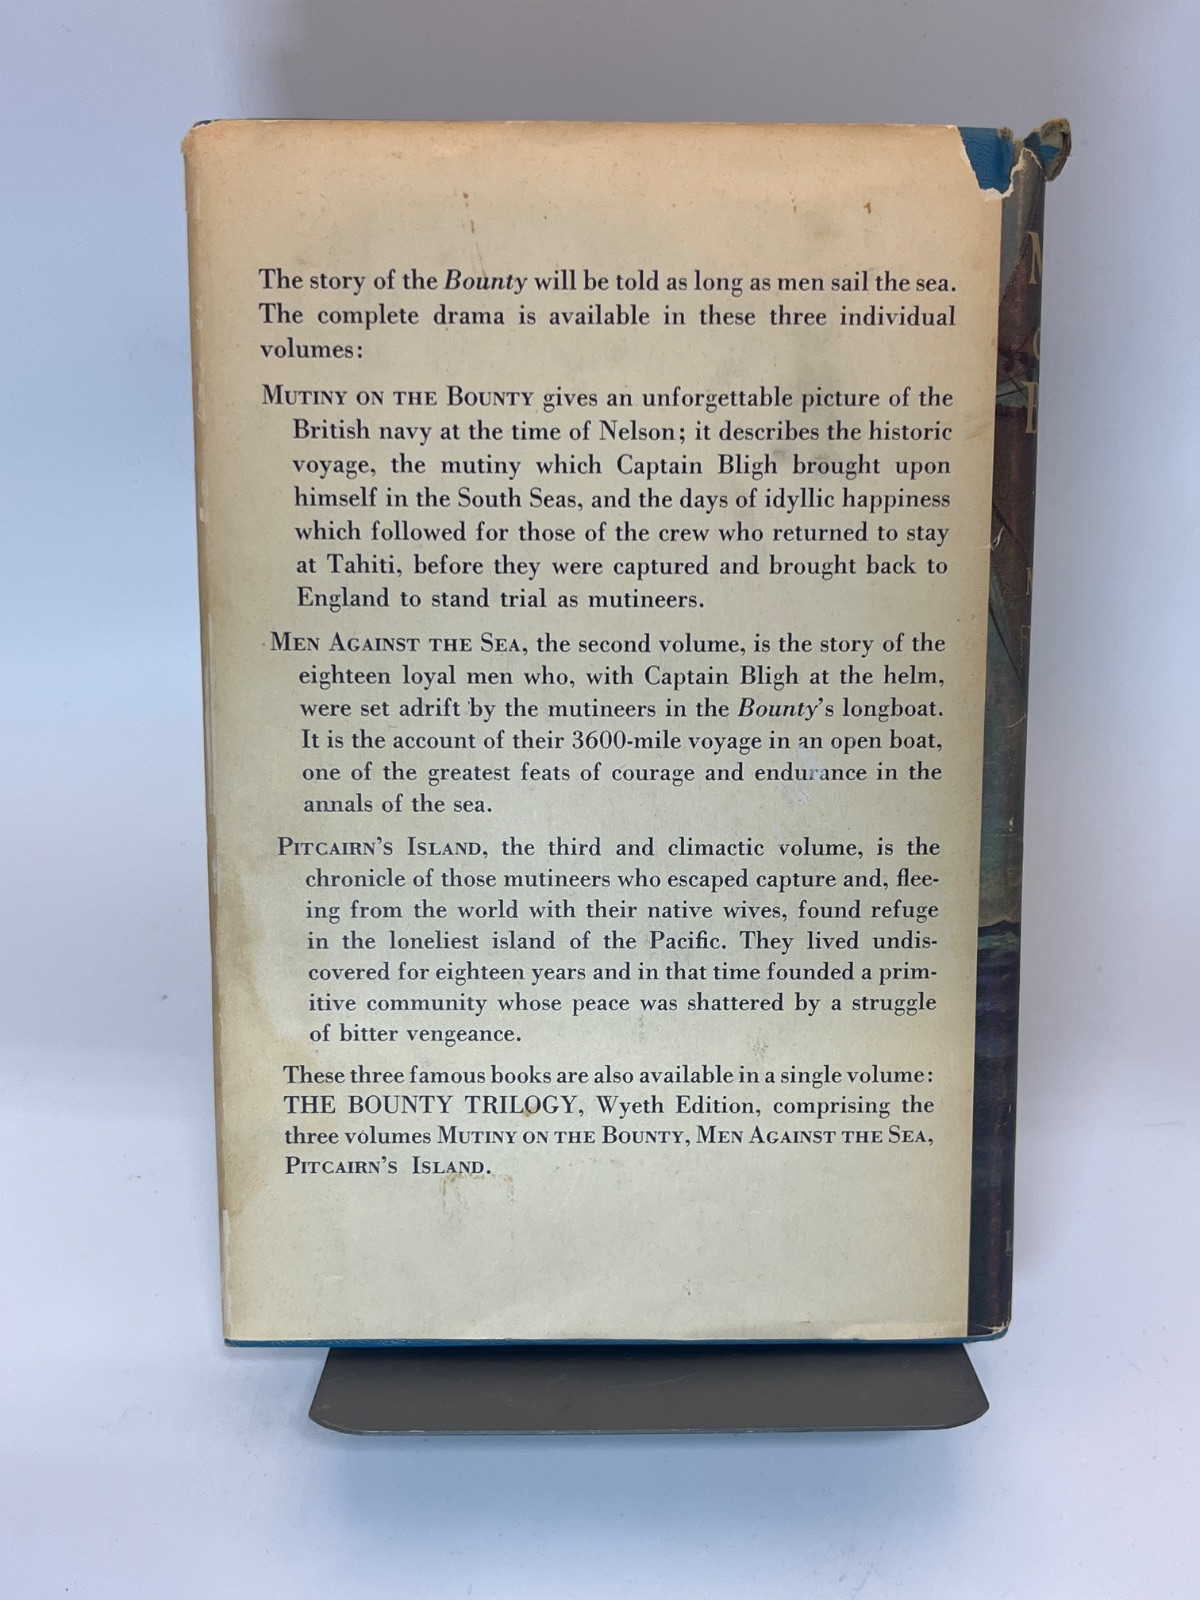 The story of the Bounty will be told as long as men sail the sea.
The complete drama is available in these three individual
volumes:
MUTINY ON THE BOUNTY gives an unforgettable picture of the
British navy at the time of Nelson; it describes the historic
voyage, the mutiny which Captain Bligh brought upon
himself in the South Seas, and the days of idyllic happiness
which followed for those of the crew who returned to stay
at Tahiti, before they were captured and brought back to
England to stand trial as mutineers.
MEN AGAINST THE SEA, the second volume, is the story of the
eighteen loyal men who, with Captain Bligh at the helm,
were set adrift by the mutineers in the Bounty's longboat.
It is the account of their 3600-mile voyage in an open boat,
one of the greatest feats of courage and endurance in the
annals of the sea.
PITCAIRN'S ISLAND, the third and climactic volume, is the
chronicle of those mutineers who escaped capture and, flee-
ing from the world with their native wives, found refuge
in the loneliest island of the Pacific. They lived undis-
covered for eighteen years and in that time founded a prim-
itive community whose peace was shattered by a struggle
of bitter vengeance.
These three famous books are also available in a single volume:
THE BOUNTY TRILOGY, Wyeth Edition, comprising the
three volumes MUTINY ON THE BOUNTY, MEN AGAINST THE SEA,
PITCAIRN'S ISLAND.